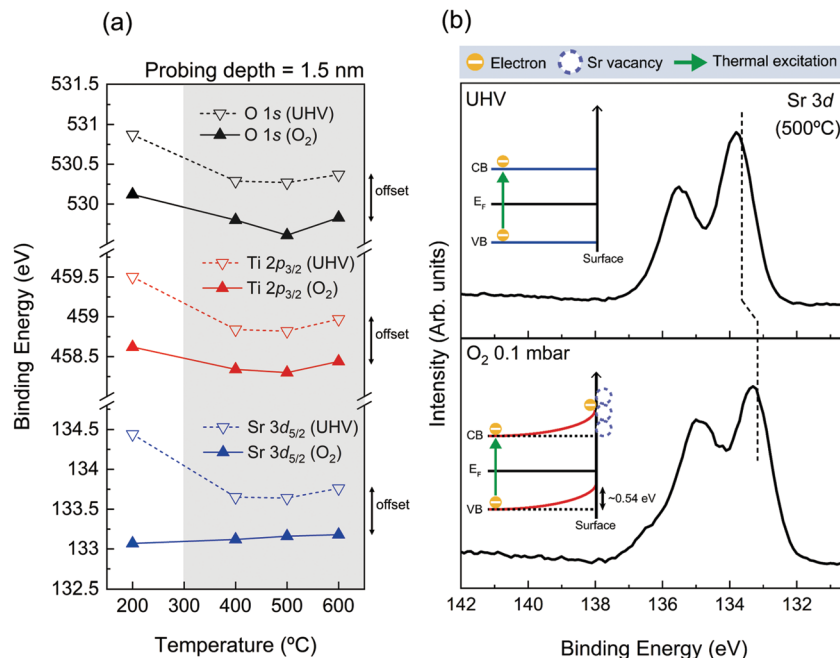 (a)
Probing depth = 1.5 nm
O 1s (UHV)
O 1s (O₂)
offset
Ti 2p₃/₂ (UHV)
Ti 2p₃/₂ (O₂)
offset
Sr 3d₅/₂ (UHV)
Sr 3d₅/₂ (O₂)
offset
531
530.5
530
459.5
459
458.5
134.5
134
133.5
133
132.5
Binding Energy (eV)
200 300 400 500 600
Temperature (ºC)
(b)
Electron Sr vacancy Thermal excitation
UHV
Sr 3d
(500ºC)
CB
E_F
VB
Surface
O₂ 0.1 mbar
CB
E_F
VB
~0.54 eV
Surface
Intensity (Arb. units)
142 140 138 136 134 132
Binding Energy (eV)